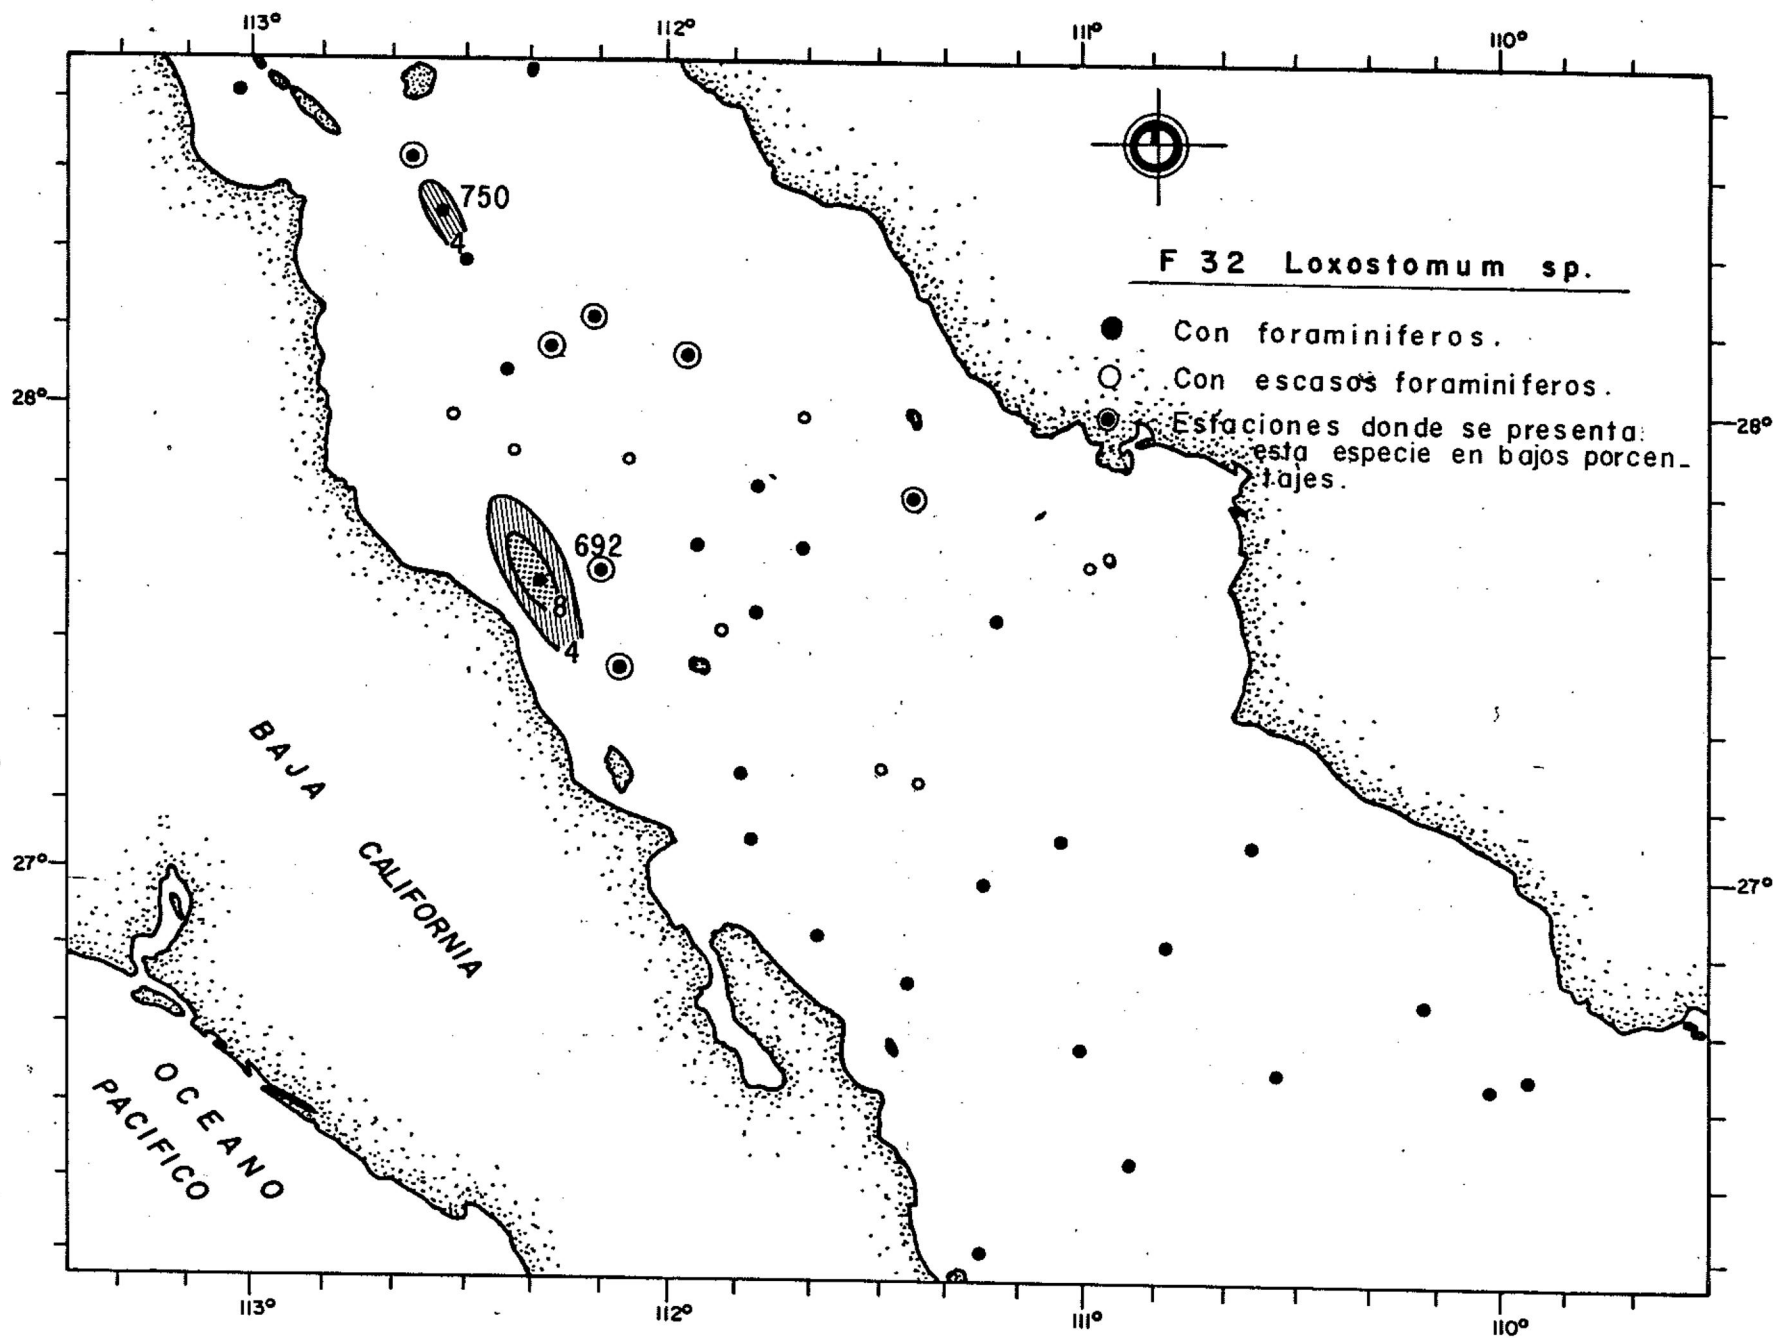 113° 112° 111° 110°
750
4
F 32 Loxostomum sp.
Con foraminiferos.
28°
Con escasos foraminiferos.
Estaciones donde se presenta
28°
esta especie en bajos porcen-
tajes.
692
8
4
BAJA
CALIFORNIA
27°
27°
OCEANO
PACIFICO
113° 112° 111° 110°